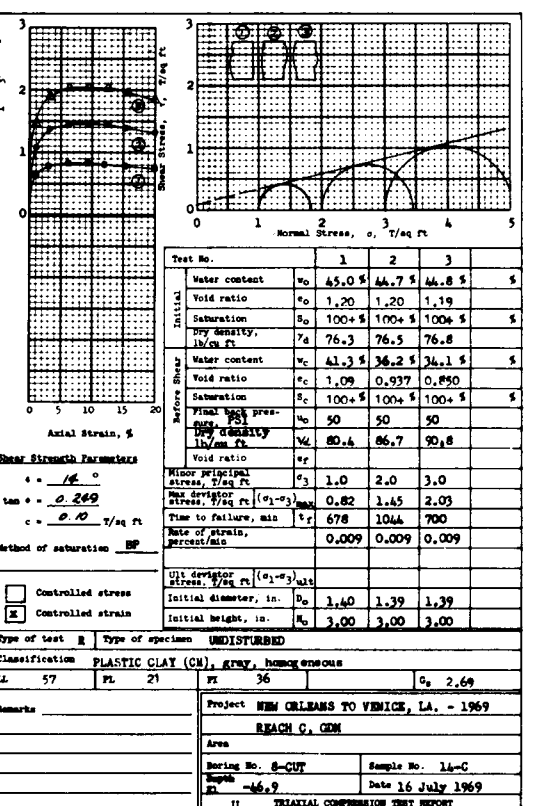 3
2
1
0
0 5 10 15 20
Axial Strain, %
Shear Stress, τ, T/sq ft
3
2
1
0
0 1 2 3 4 5
Normal Stress, σ, T/sq ft
① ② ③
Shear Strength Parameters
ϕ = 14 °
tan ϕ = 0.249
c = 0.10 T/sq ft
Method of saturation BP
Controlled stress
X Controlled strain
Test No. 1 2 3
Initial
Water content w₀ 45.0 % 44.7 % 44.8 % %
Void ratio e₀ 1.20 1.20 1.19
Saturation S₀ 100+ % 100+ % 100+ % %
Dry density, lb/cu ft γd 76.3 76.5 76.8
Before Shear
Water content wc 41.3 % 36.2 % 34.1 % %
Void ratio ec 1.09 0.937 0.850
Saturation Sc 100+ % 100+ % 100+ % %
Final back pressure, PSI u₀ 50 50 50
Dry density lb/cu ft γd 80.4 86.7 90.8
Void ratio ef
Minor principal stress, T/sq ft σ3 1.0 2.0 3.0
Max deviator stress, T/sq ft (σ1-σ3)max 0.82 1.45 2.03
Time to failure, min tf 678 1044 700
Rate of strain, percent/min 0.009 0.009 0.009
Ult deviator stress, T/sq ft (σ1-σ3)ult
Initial diameter, in. D₀ 1.40 1.39 1.39
Initial height, in. H₀ 3.00 3.00 3.00
Type of test R Type of specimen UNDISTURBED
Classification PLASTIC CLAY (CH), gray, homogeneous
LL 57 PL 21 PI 36 Gs 2.69
Remarks
Project NEW ORLEANS TO VENICE, LA. - 1969
REACH C, GDM
Area
Boring No. 8-CUT Sample No. 14-C
Depth El -46.9 Date 16 July 1969
TRIAXIAL COMPRESSION TEST REPORT